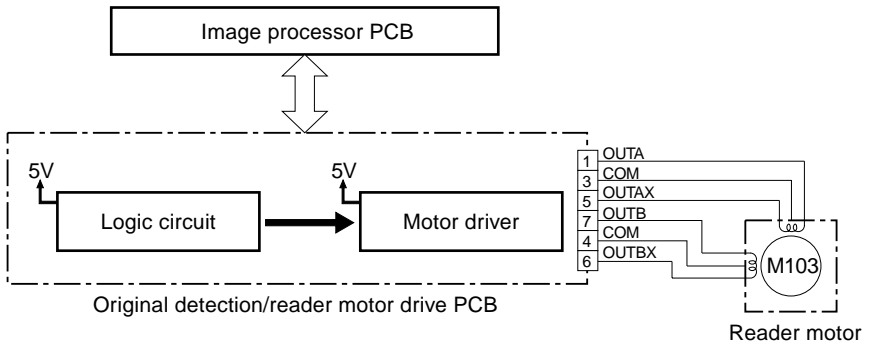 Image processor PCB
5V
5V
Logic circuit
Motor driver
1 OUTA
3 COM
5 OUTAX
7 OUTB
4 COM
6 OUTBX
M103
Original detection/reader motor drive PCB
Reader motor